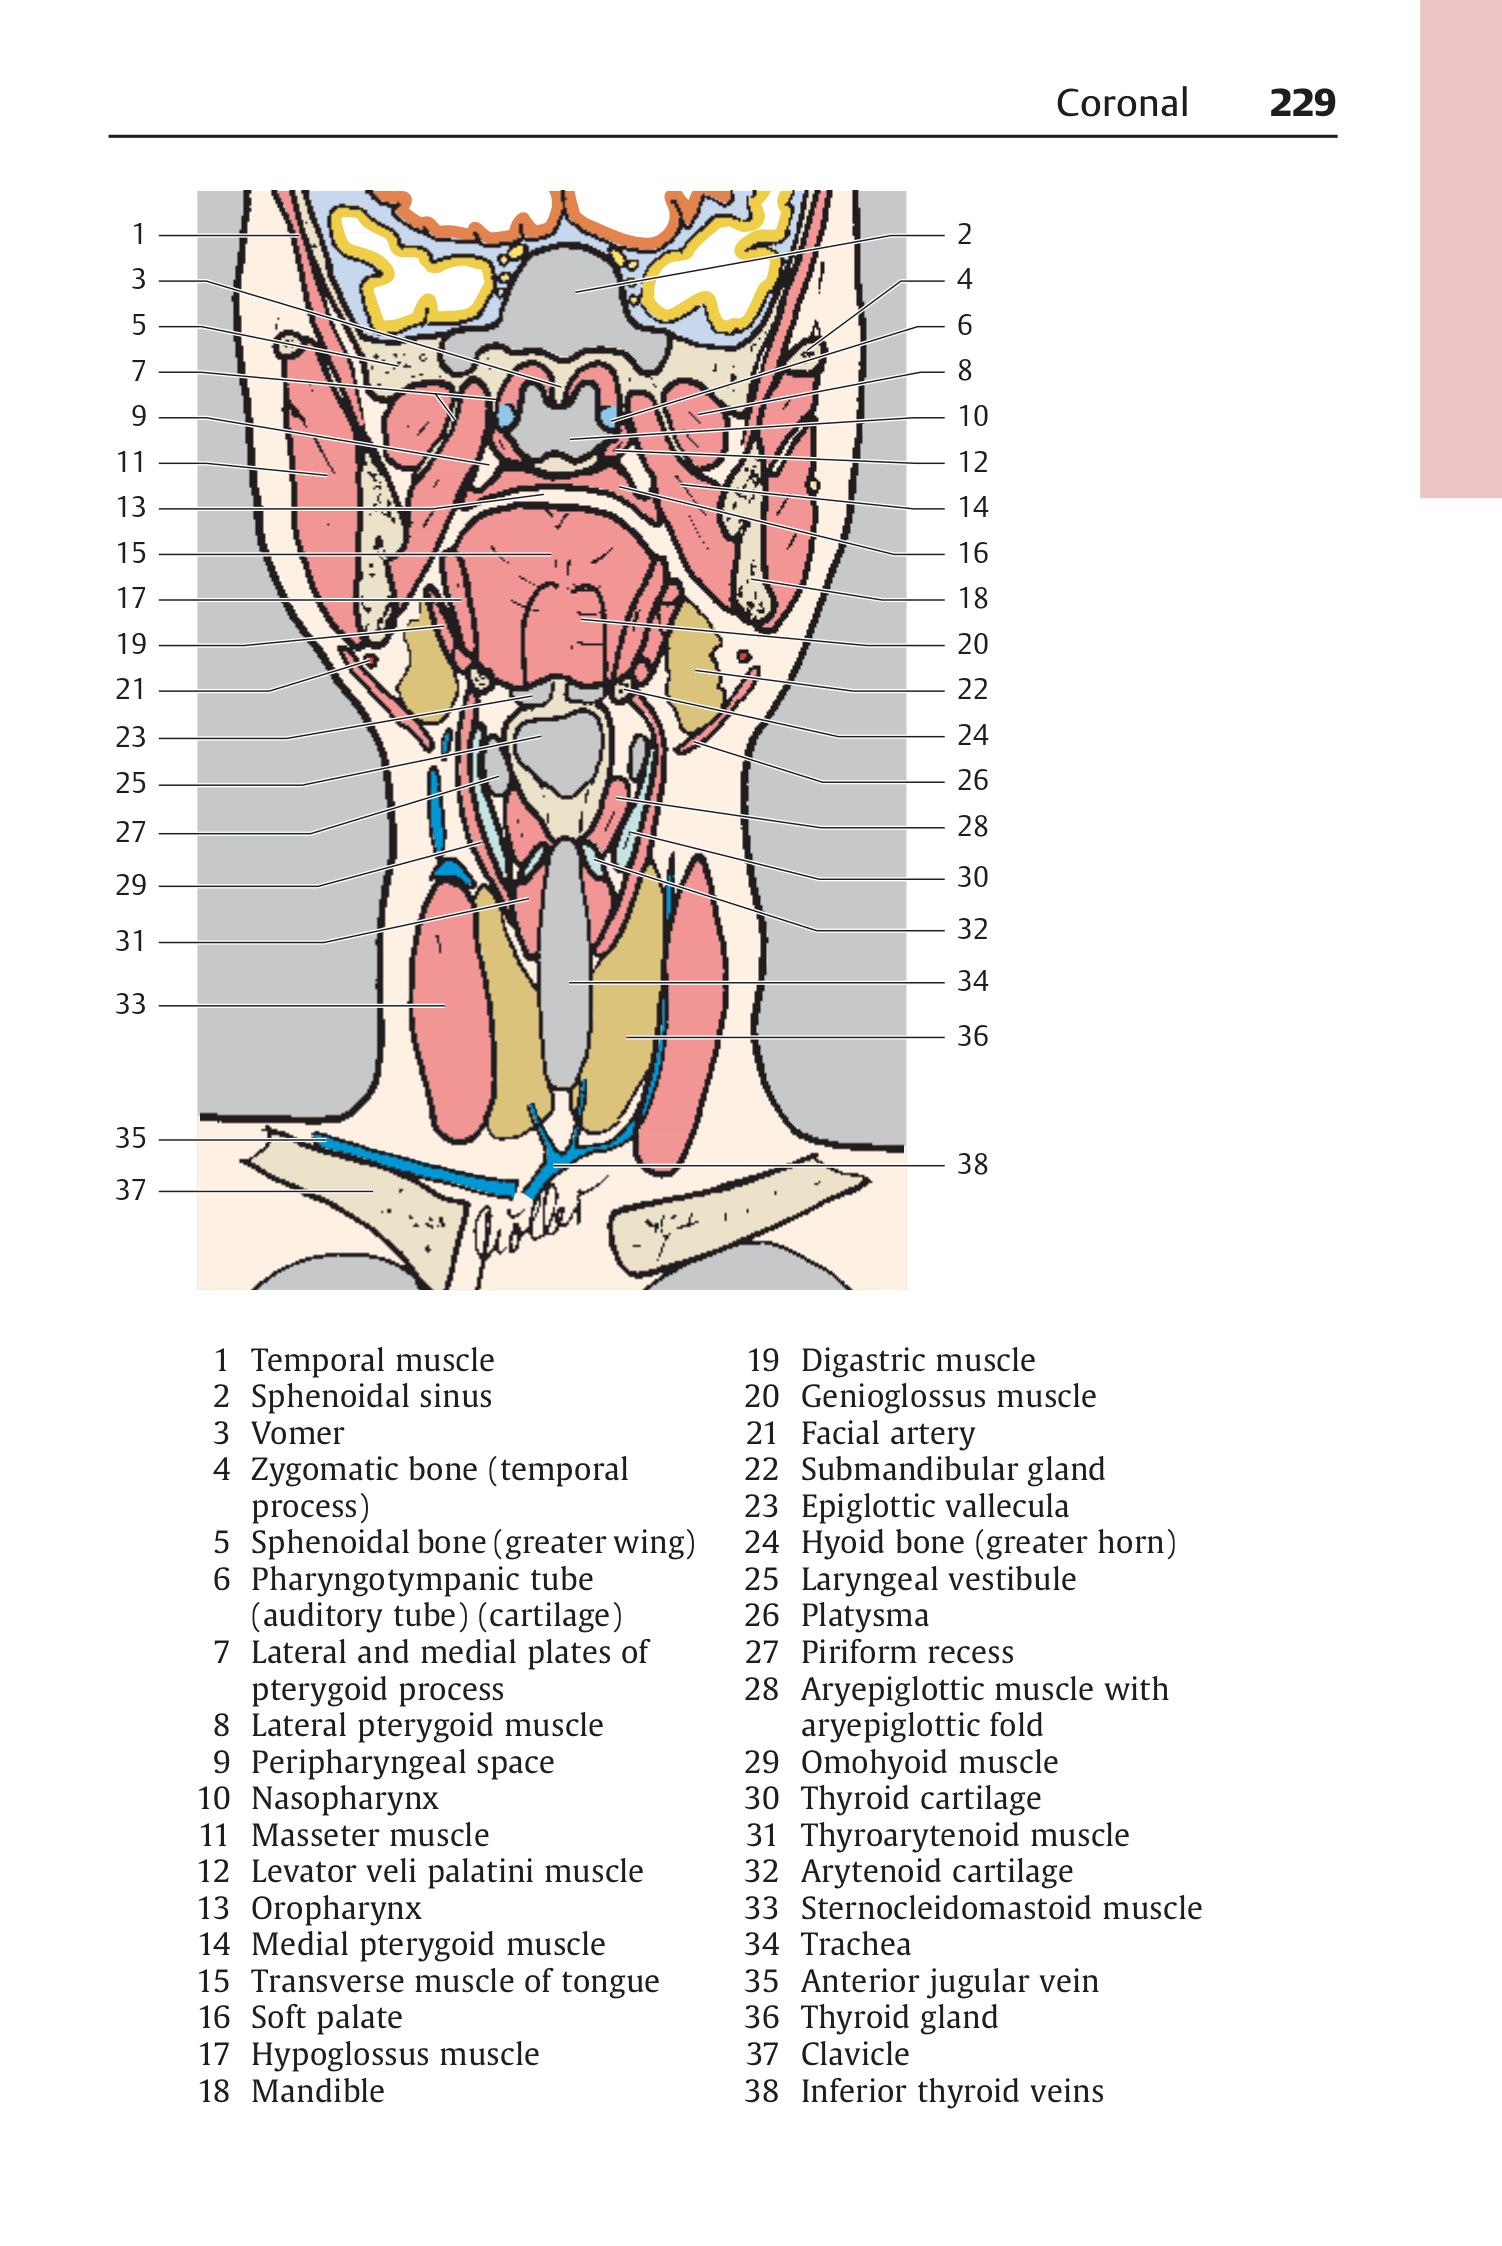 Coronal 229
1
2
3
4
5
6
7
8
9
10
11
12
13
14
15
16
17
18
19
20
21
22
23
24
25
26
27
28
29
30
31
32
33
34
36
35
38
37
1 Temporal muscle
2 Sphenoidal sinus
3 Vomer
4 Zygomatic bone (temporal
process)
5 Sphenoidal bone (greater wing)
6 Pharyngotympanic tube
(auditory tube) (cartilage)
7 Lateral and medial plates of
pterygoid process
8 Lateral pterygoid muscle
9 Peripharyngeal space
10 Nasopharynx
11 Masseter muscle
12 Levator veli palatini muscle
13 Oropharynx
14 Medial pterygoid muscle
15 Transverse muscle of tongue
16 Soft palate
17 Hypoglossus muscle
18 Mandible
19 Digastric muscle
20 Genioglossus muscle
21 Facial artery
22 Submandibular gland
23 Epiglottic vallecula
24 Hyoid bone (greater horn)
25 Laryngeal vestibule
26 Platysma
27 Piriform recess
28 Aryepiglottic muscle with
aryepiglottic fold
29 Omohyoid muscle
30 Thyroid cartilage
31 Thyroarytenoid muscle
32 Arytenoid cartilage
33 Sternocleidomastoid muscle
34 Trachea
35 Anterior jugular vein
36 Thyroid gland
37 Clavicle
38 Inferior thyroid veins